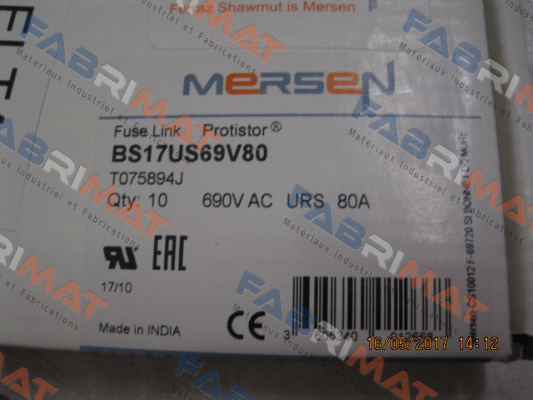 Ferraz Shawmut is Mersen
MERSEN
Fuse Link Protistor®
BS17US69V80
T075894J
Qty: 10 690V AC URS 80A
EAC
17/10
Made in INDIA
CE
16/05/2017 14:12
FABRIMAT
Materiaux Industriel et Fabrications